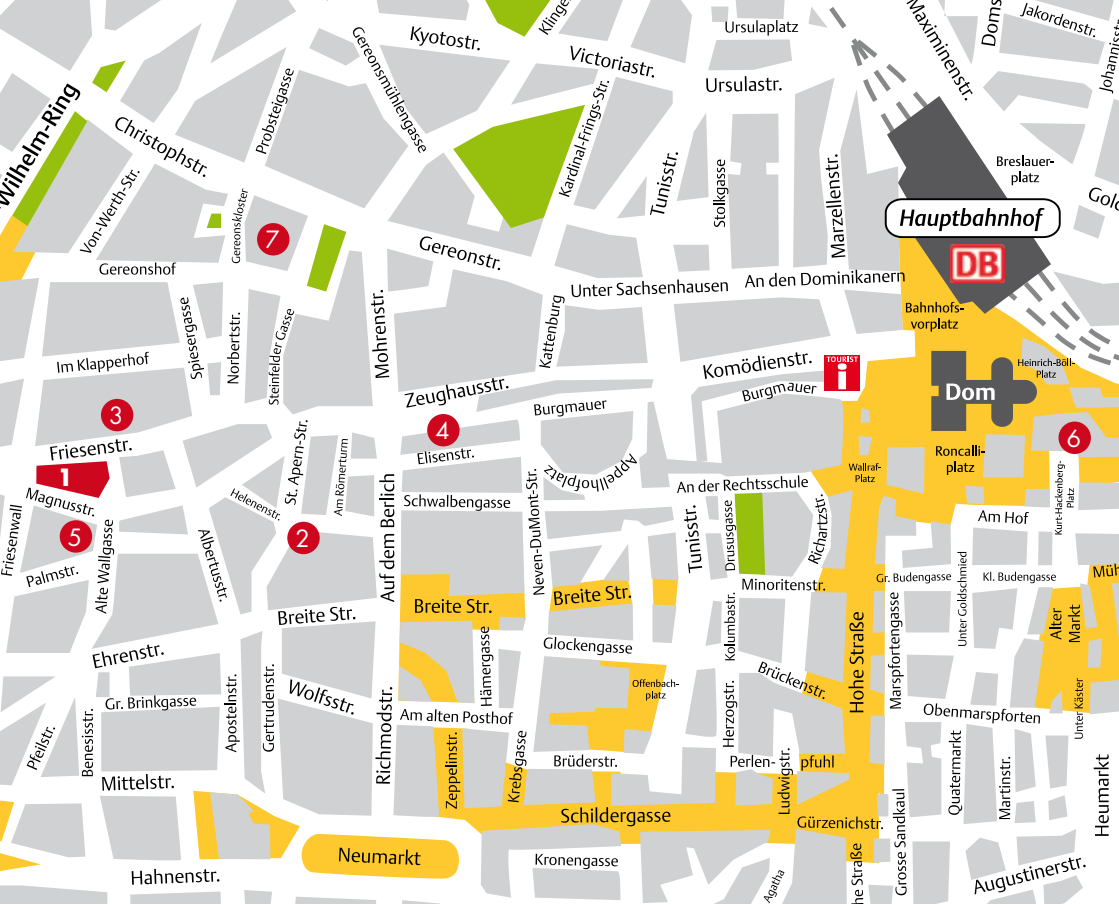 Kyotostr.
Klinge
Ursulaplatz
Maximinenstr.
Doms
Jakordenstr.
Johannisstr
Victoriastr.
Ursulastr.
Gereonsmühlengasse
Probsteigasse
Wilhelm-Ring
Christophstr.
Kardinal-Frings-Str.
Tunisstr.
Stolkgasse
Marzellenstr.
Breslauer-
platz
Gold
Von-Werth-Str.
Gereonskloster
7
Hauptbahnhof
DB
Gereonshof
Gereonstr.
Unter Sachsenhausen
An den Dominikanern
Bahnhofs-
vorplatz
Spiesergasse
Norbertstr.
Steinfelder Gasse
Mohrenstr.
Kattenburg
Im Klapperhof
Komödienstr.
TOURIST
i
Burgmauer
Dom
Heinrich-Böll-
Platz
Zeughausstr.
Burgmauer
3
4
6
Friesenstr.
Elisenstr.
Appellhofplatz
Wallraf-
Platz
Roncalli-
platz
1
Magnusstr.
St. Apern-Str.
Am Römerturm
Helenenstr.
Auf dem Berlich
Schwalbengasse
Neven-DuMont-Str.
An der Rechtsschule
Tunisstr.
Drususgasse
Richartzstr.
Kurt-Hackenberg-
Platz
Am Hof
Friesenwall
5
Alte Wallgasse
Palmstr.
Albertusstr.
2
Minoritenstr.
Gr. Budengasse
Kl. Budengasse
Unter Goldschmied
Müh
Breite Str.
Breite Str.
Breite Str.
Alter
Markt
Kolumbastr.
Hohe Straße
Marspfortengasse
Ehrenstr.
Glockengasse
Hämergasse
Offenbach-
platz
Brückenstr.
Gr. Brinkgasse
Wolfsstr.
Am alten Posthof
Obenmarspforten
Unter Käster
Pfeilstr.
Benesisstr.
Apostelnstr.
Gertrudenstr.
Richmodstr.
Zeppelinstr.
Krebsgasse
Herzogstr.
Mittelstr.
Brüderstr.
Perlen-
pfuhl
Ludwigstr.
Quatermarkt
Martinstr.
Heumarkt
Schildergasse
Gürzenichstr.
Grosse Sandkaul
Neumarkt
Kronengasse
he Straße
Hahnenstr.
Agatha
Augustinerstr.